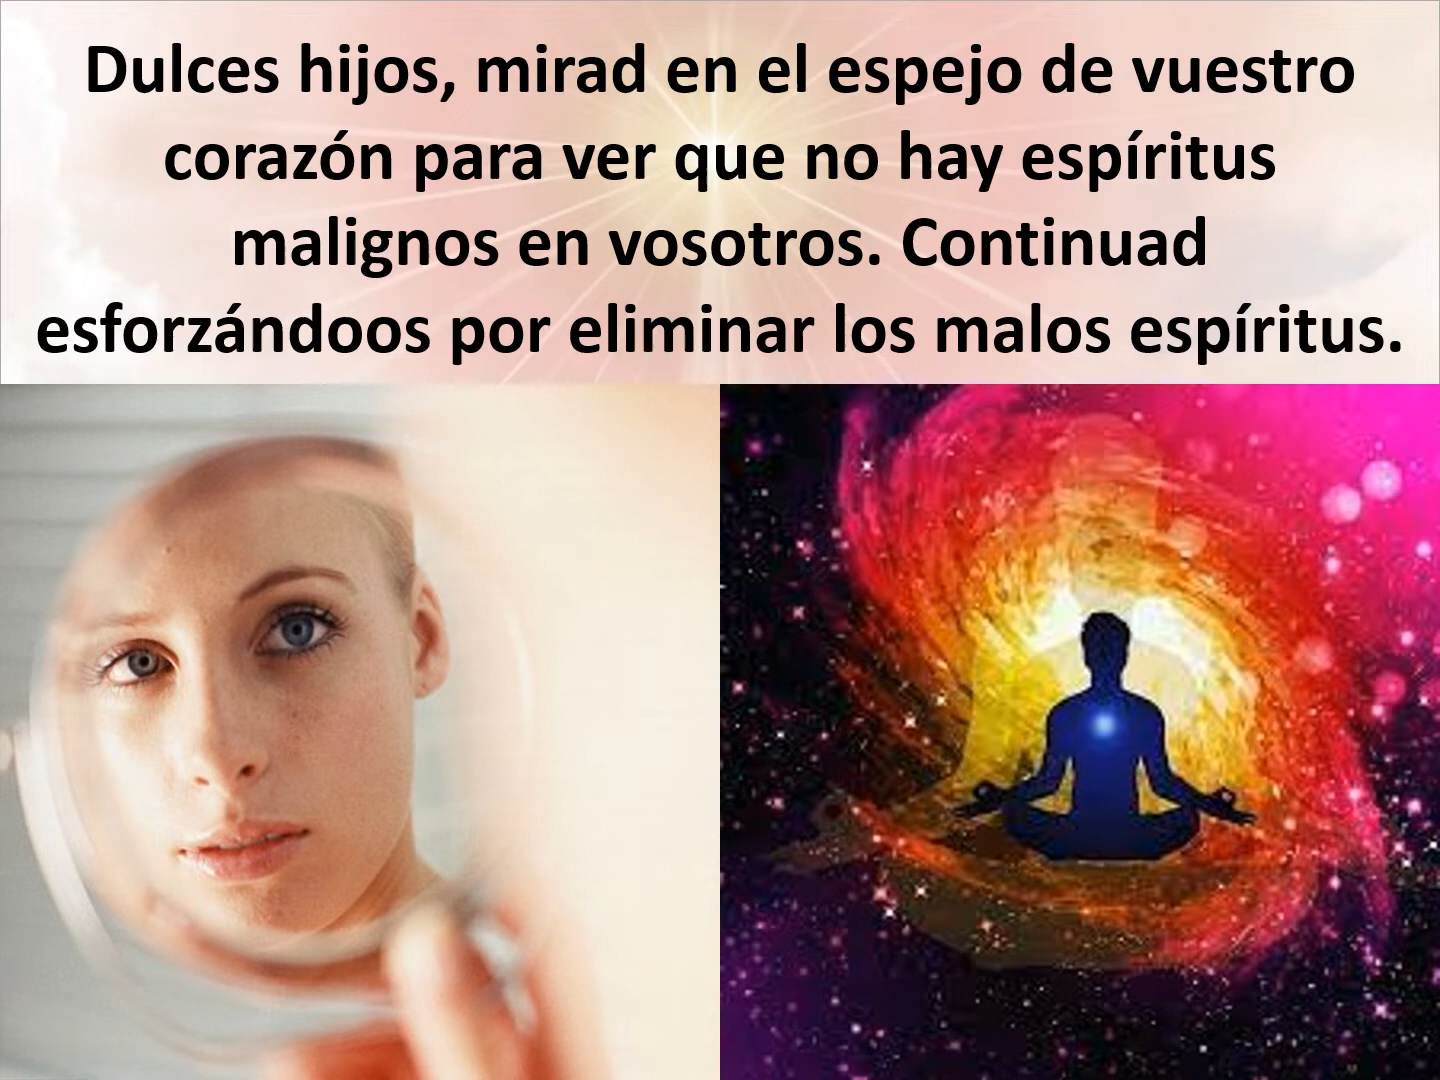 Dulces hijos, mirad en el espejo de vuestro
corazón para ver que no hay espíritus
malignos en vosotros. Continuad
esforzándoos por eliminar los malos espíritus.